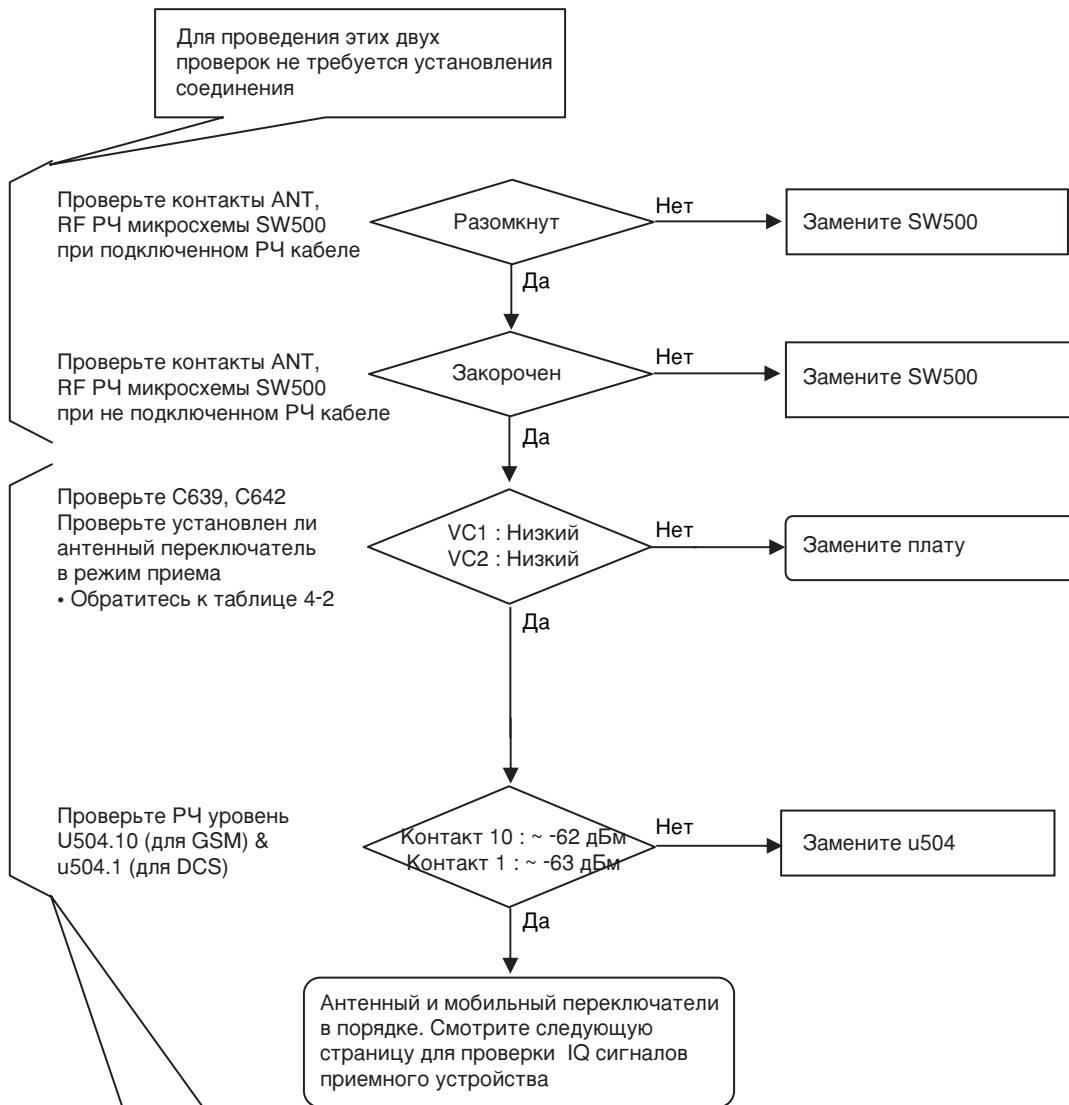 Для проведения этих двух
проверок не требуется установления
соединения
Проверьте контакты ANT,
RF РЧ микросхемы SW500
при подключенном РЧ кабеле
Разомкнут
Нет
Замените SW500
Да
Проверьте контакты ANT,
RF РЧ микросхемы SW500
при не подключенном РЧ кабеле
Закорочен
Нет
Замените SW500
Да
Проверьте C639, C642
Проверьте установлен ли
антенный переключатель
в режим приема
• Обратитесь к таблице 4-2
VC1 : Низкий
VC2 : Низкий
Нет
Замените плату
Да
Проверьте РЧ уровень
U504.10 (для GSM) &
u504.1 (для DCS)
Контакт 10 : ~ -62 дБм
Контакт 1 : ~ -63 дБм
Нет
Замените u504
Да
Антенный и мобильный переключатели
в порядке. Смотрите следующую
страницу для проверки IQ сигналов
приемного устройства